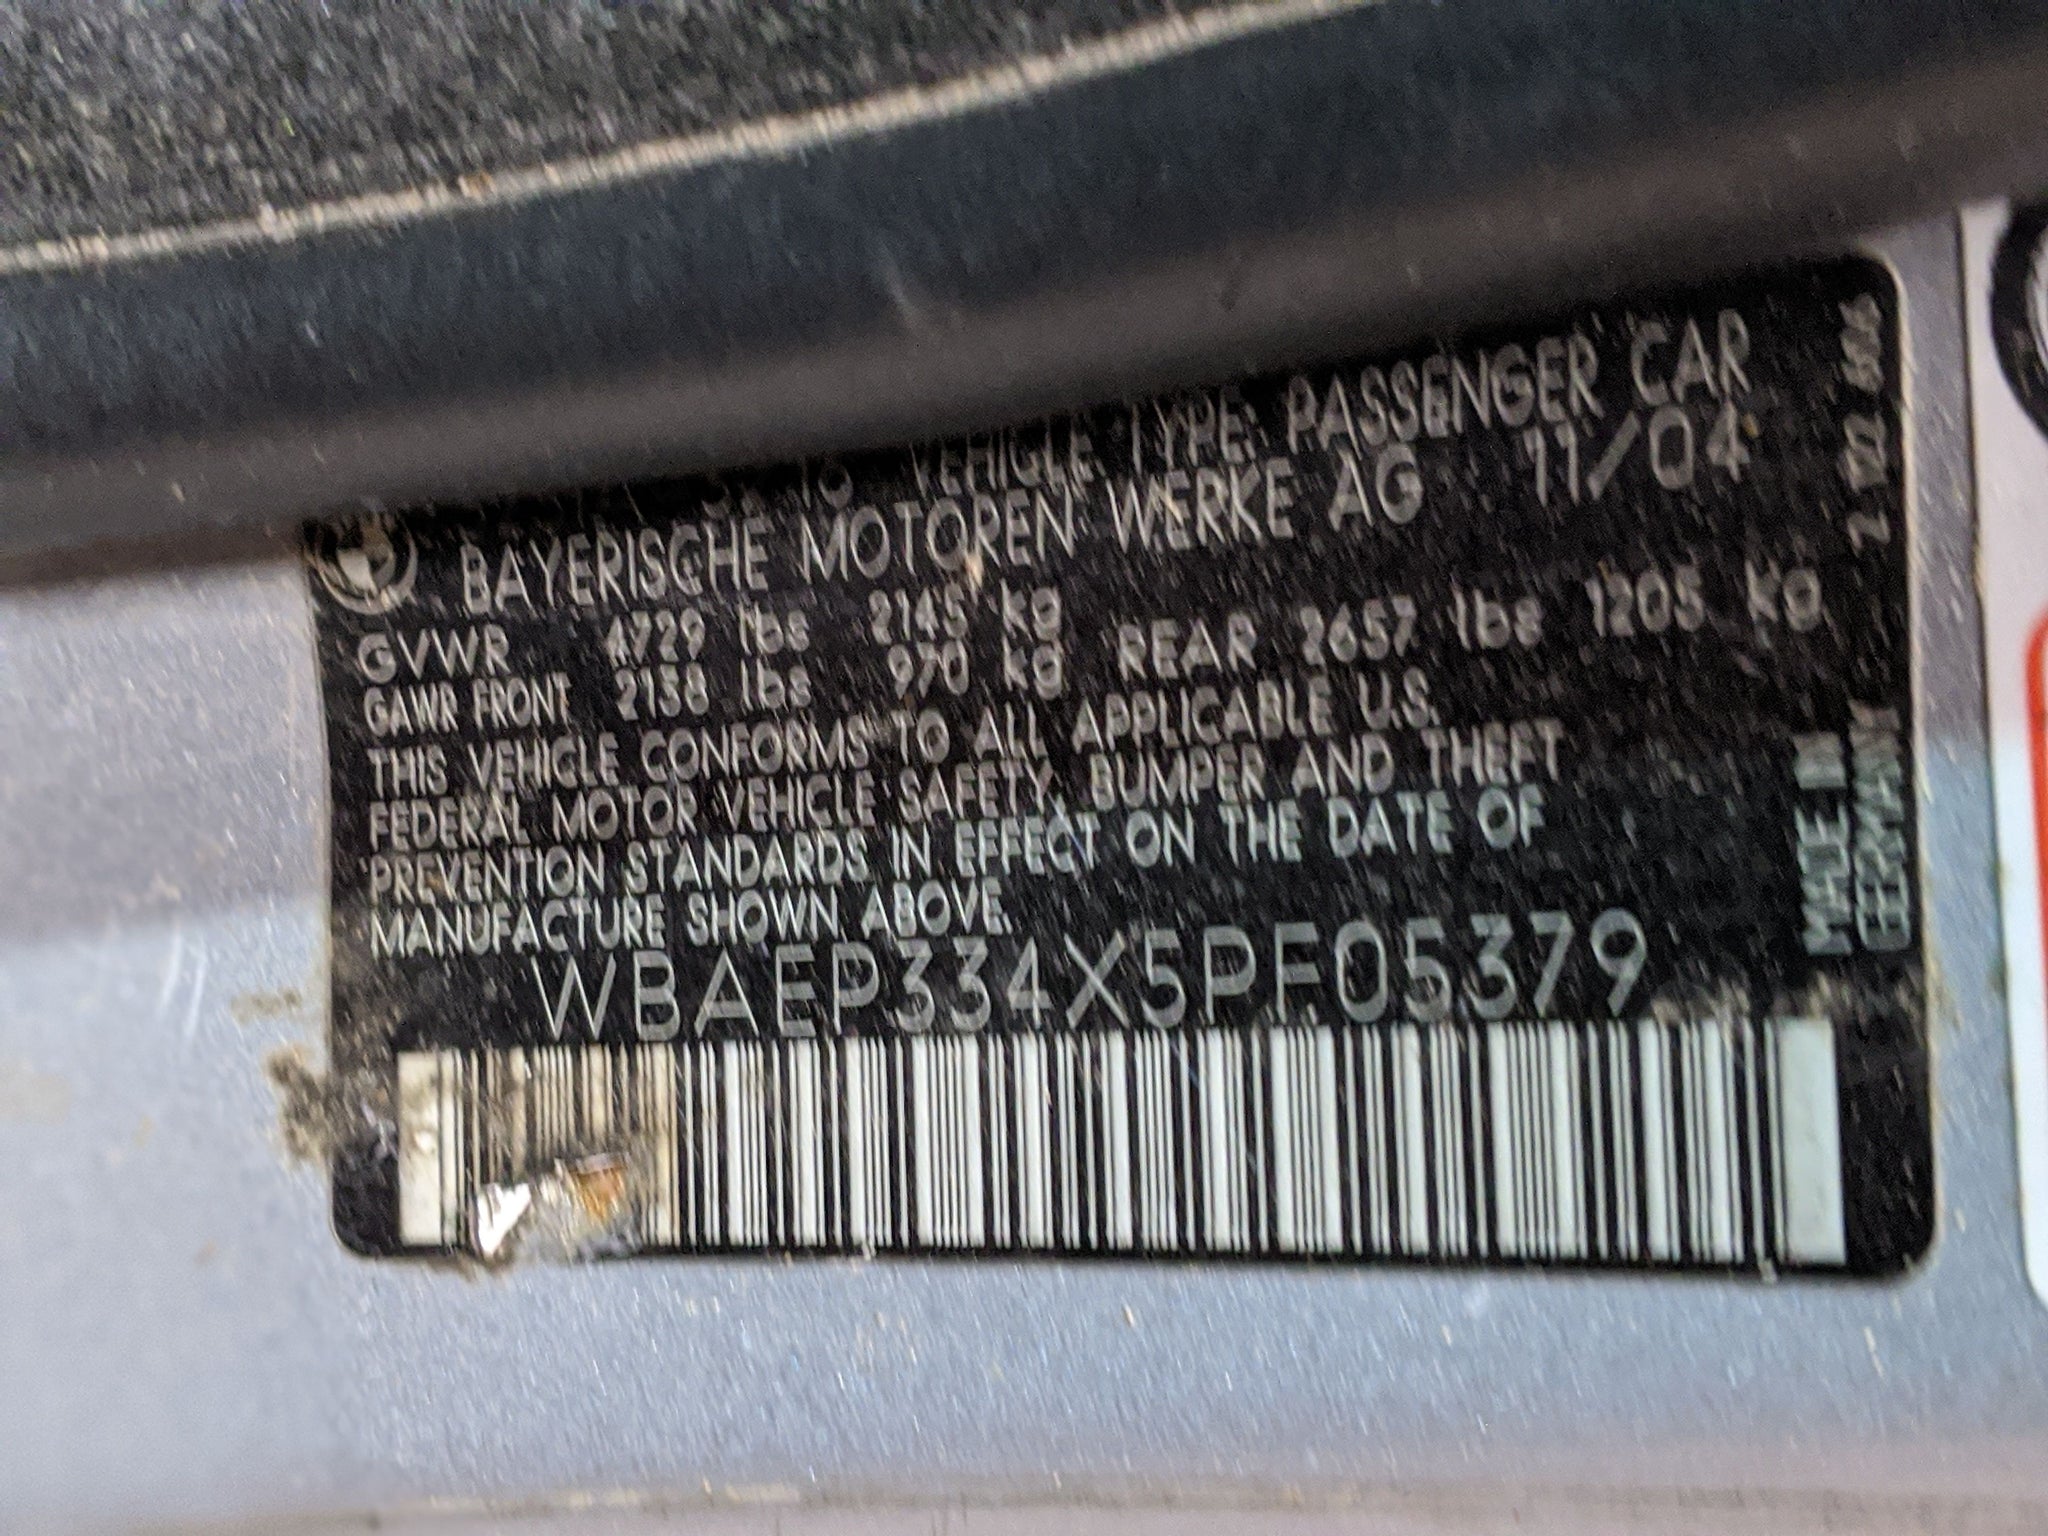 VEHICLE TYPE: PASSENGER CAR
BAYERISCHE MOTOREN WERKE AG 11/04
GVWR 4729 lbs 2145 kg
GAWR FRONT 2138 lbs 970 kg REAR 2657 lbs 1205 kg
THIS VEHICLE CONFORMS TO ALL APPLICABLE U.S.
FEDERAL MOTOR VEHICLE SAFETY, BUMPER AND THEFT
PREVENTION STANDARDS IN EFFECT ON THE DATE OF
MANUFACTURE SHOWN ABOVE.
WBAEP334X5PF05379
MADE IN
GERMANY